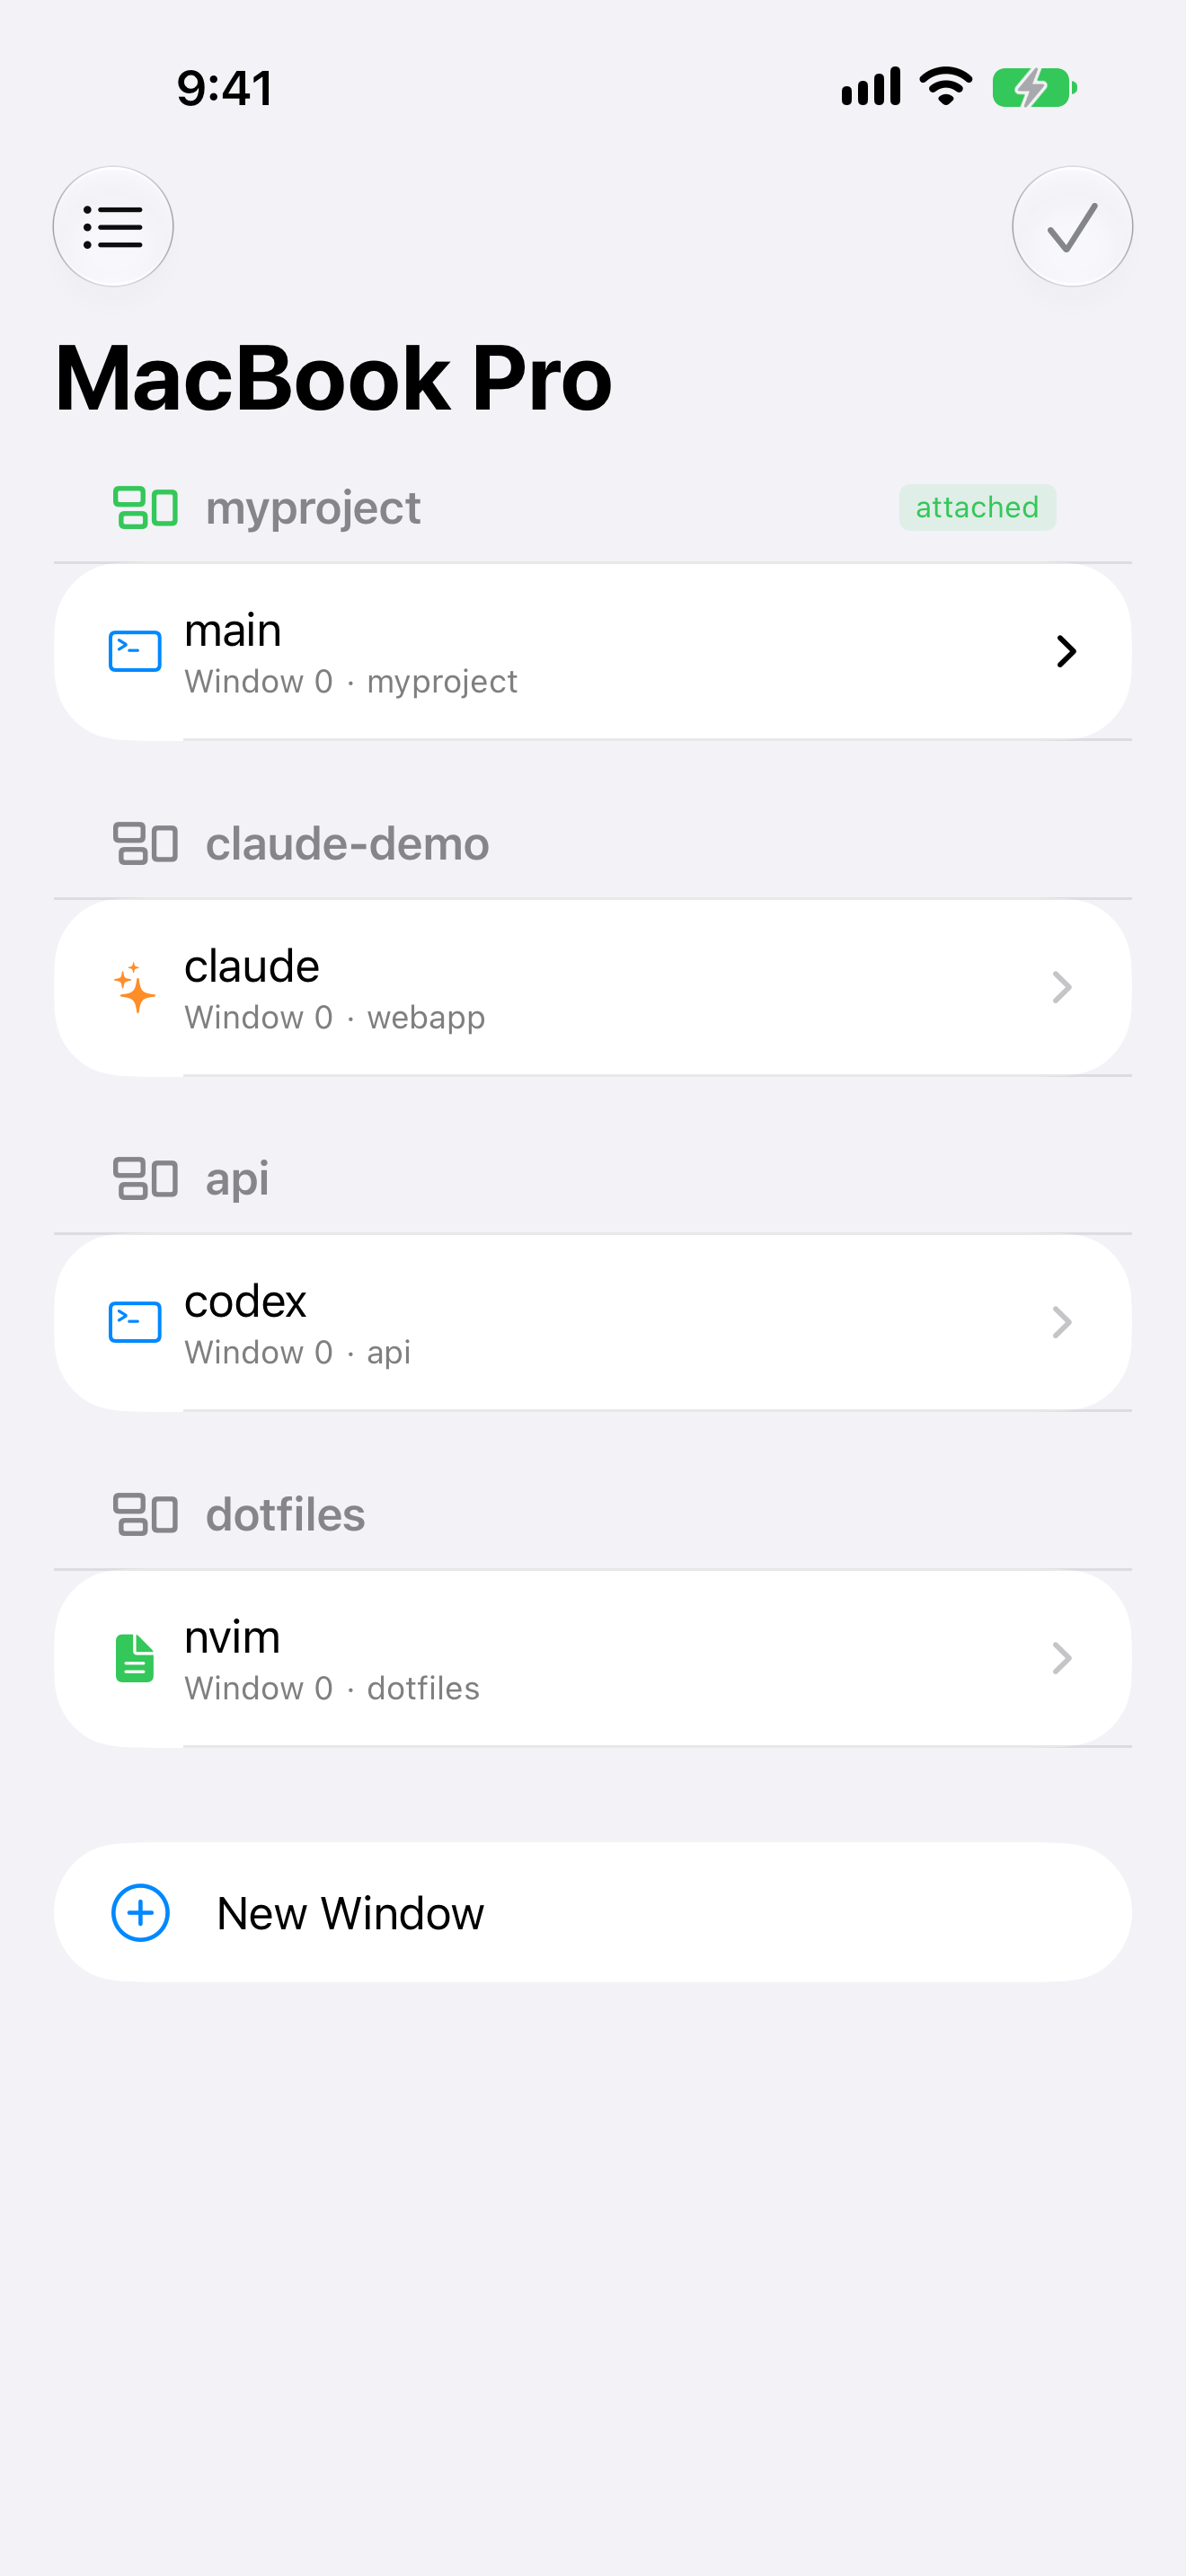 9:41
MacBook Pro
myproject
attached
main
Window 0 · myproject
claude-demo
claude
Window 0 · webapp
api
codex
Window 0 · api
dotfiles
nvim
Window 0 · dotfiles
New Window